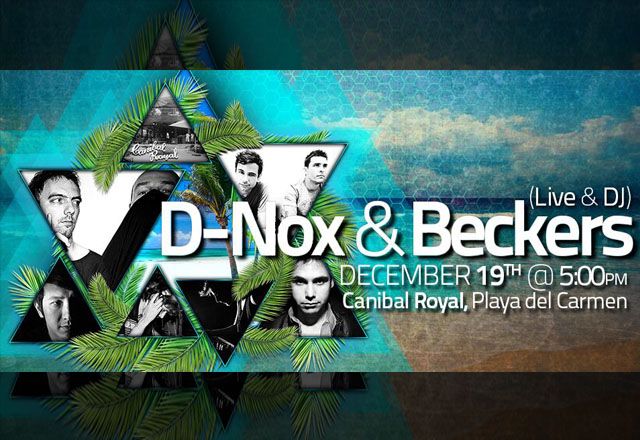 Canibal
Royal
(Live & DJ)
D-Nox & Beckers
DECEMBER 19TH @ 5:00PM
Canibal Royal, Playa del Carmen